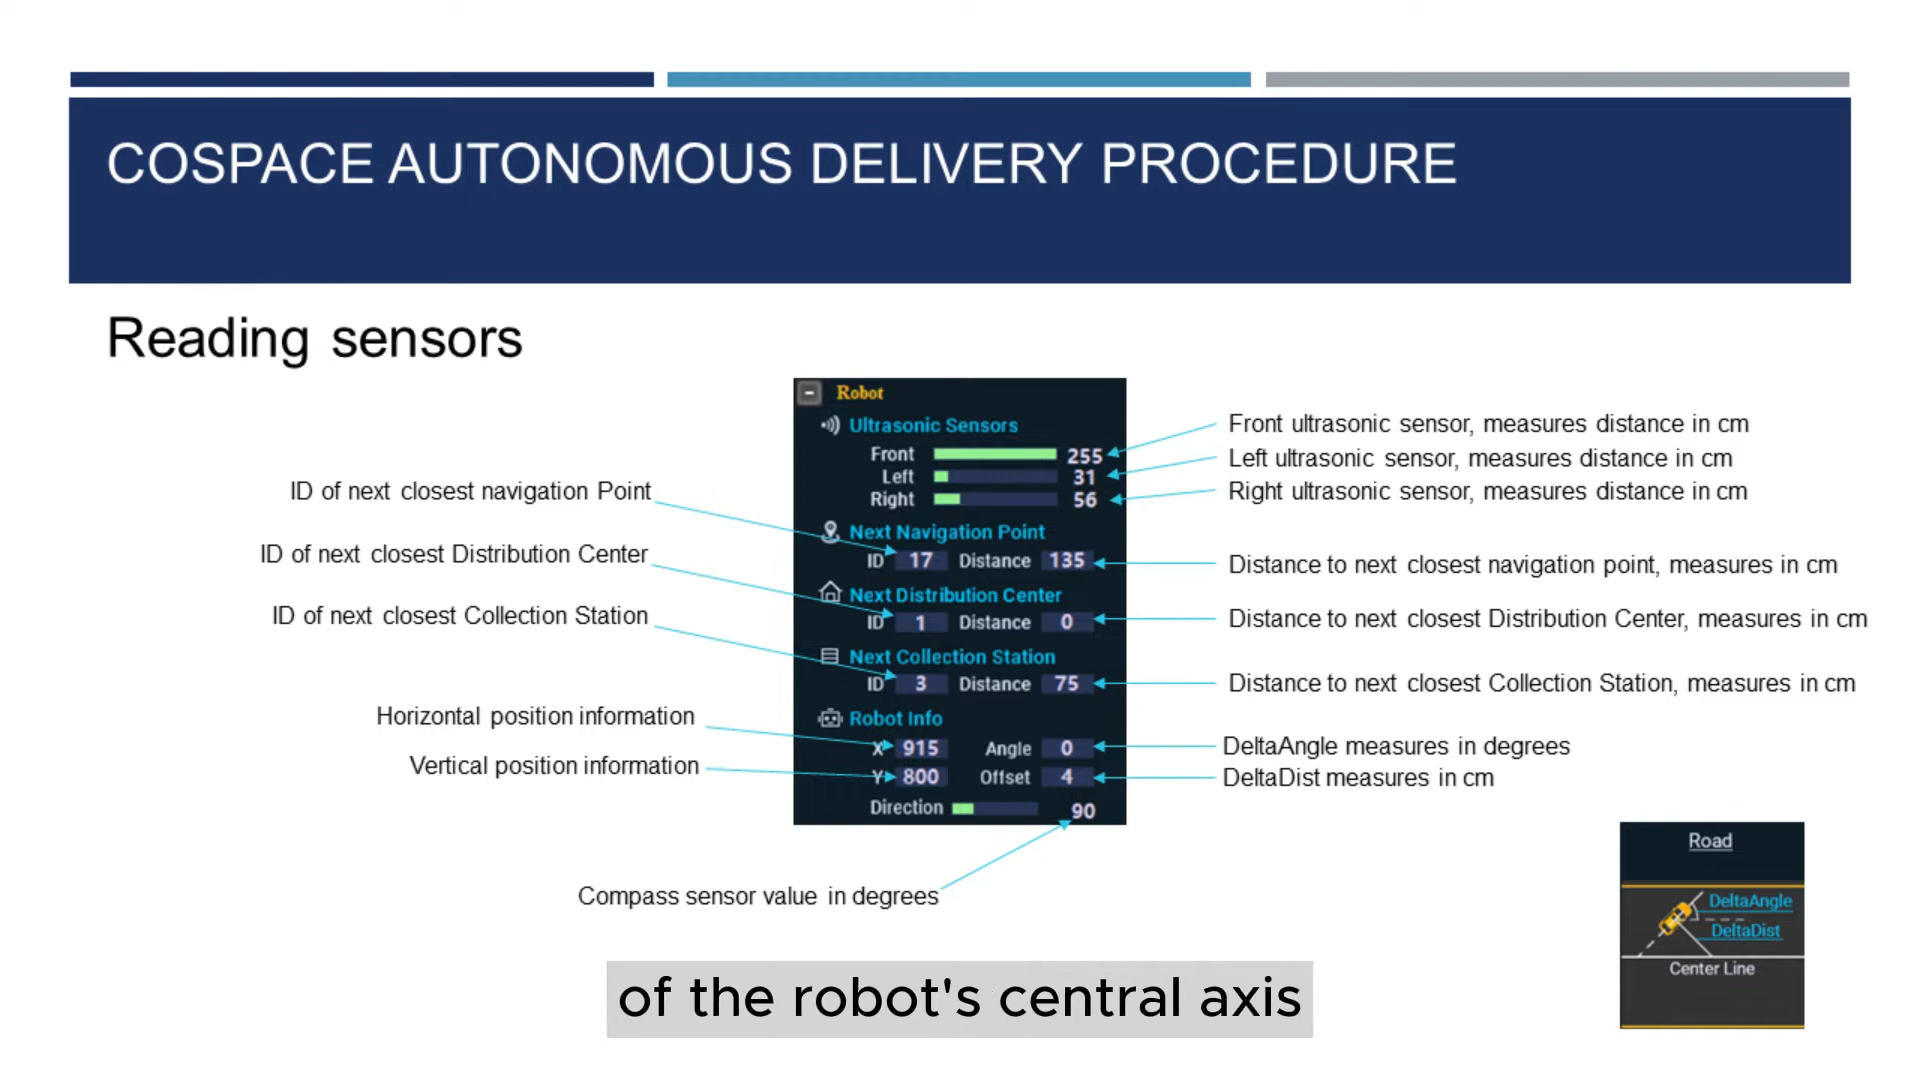 COSPACE AUTONOMOUS DELIVERY PROCEDURE
Reading sensors
ID of next closest navigation Point
ID of next closest Distribution Center
ID of next closest Collection Station
Horizontal position information
Vertical position information
Compass sensor value in degrees
Robot
Ultrasonic Sensors
Front 255
Left 31
Right 56
Next Navigation Point
ID 17 Distance 135
Next Distribution Center
ID 1 Distance 0
Next Collection Station
ID 3 Distance 75
Robot Info
X 915 Angle 0
Y 800 Offset 4
Direction 90
Front ultrasonic sensor, measures distance in cm
Left ultrasonic sensor, measures distance in cm
Right ultrasonic sensor, measures distance in cm
Distance to next closest navigation point, measures in cm
Distance to next closest Distribution Center, measures in cm
Distance to next closest Collection Station, measures in cm
DeltaAngle measures in degrees
DeltaDist measures in cm
Road
DeltaAngle
DeltaDist
Center Line
of the robot's central axis